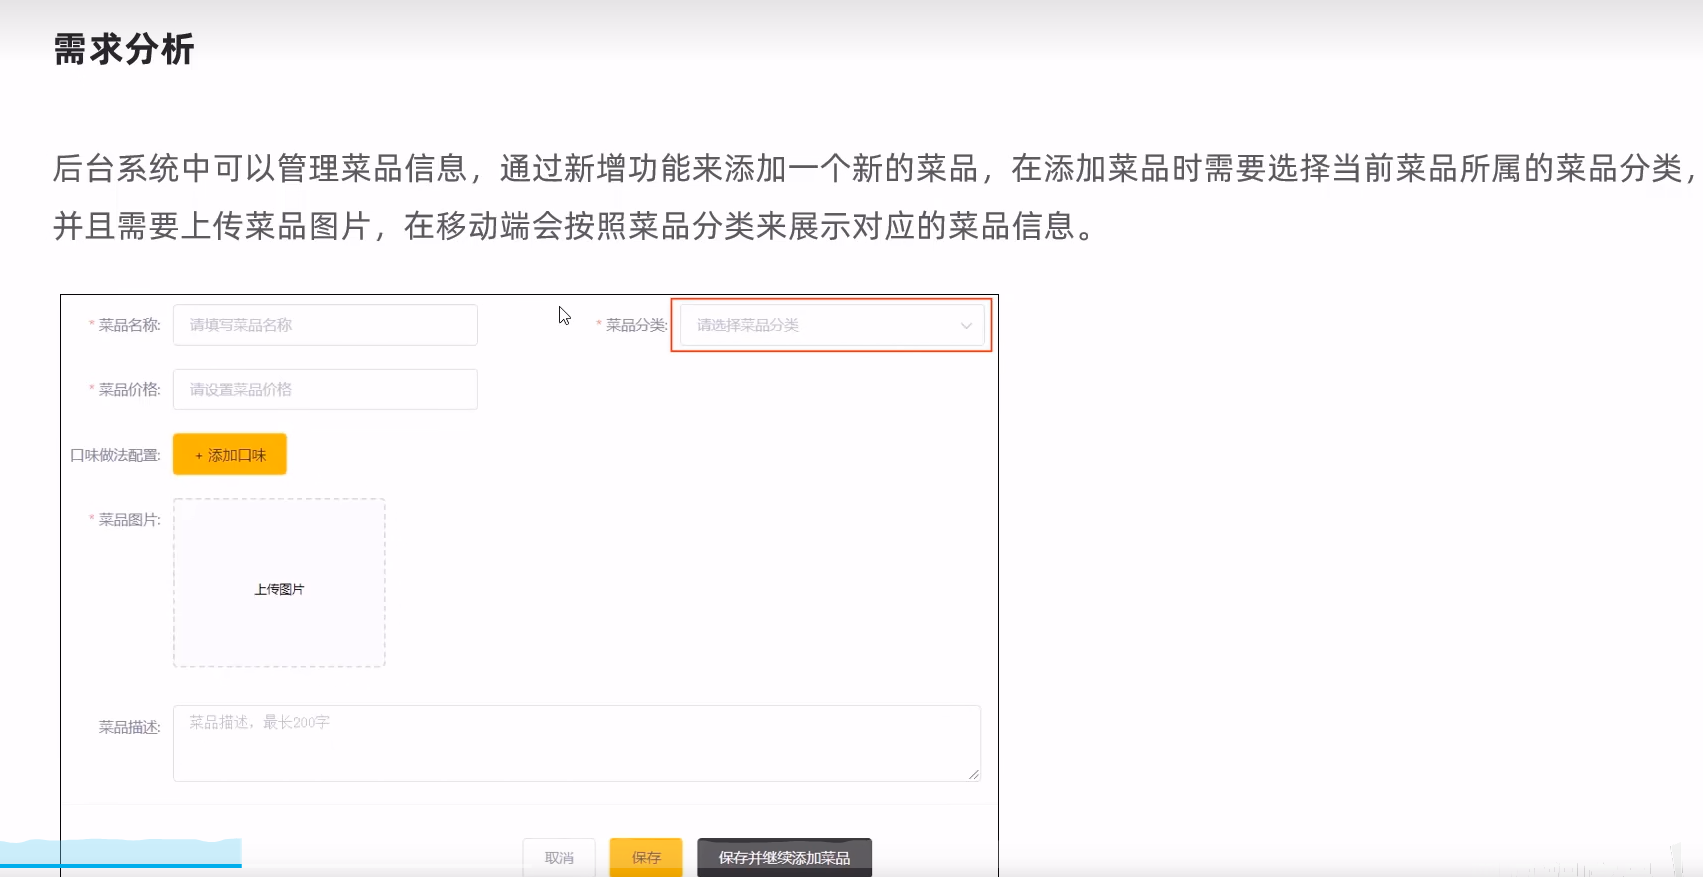 需求分析
后台系统中可以管理菜品信息，通过新增功能来添加一个新的菜品，在添加菜品时需要选择当前菜品所属的菜品分类，
并且需要上传菜品图片，在移动端会按照菜品分类来展示对应的菜品信息。
* 菜品名称: 请填写菜品名称 * 菜品分类: 请选择菜品分类
* 菜品价格: 请设置菜品价格
口味做法配置: + 添加口味
* 菜品图片:
上传图片
菜品描述: 菜品描述，最长200字
取消 保存 保存并继续添加菜品